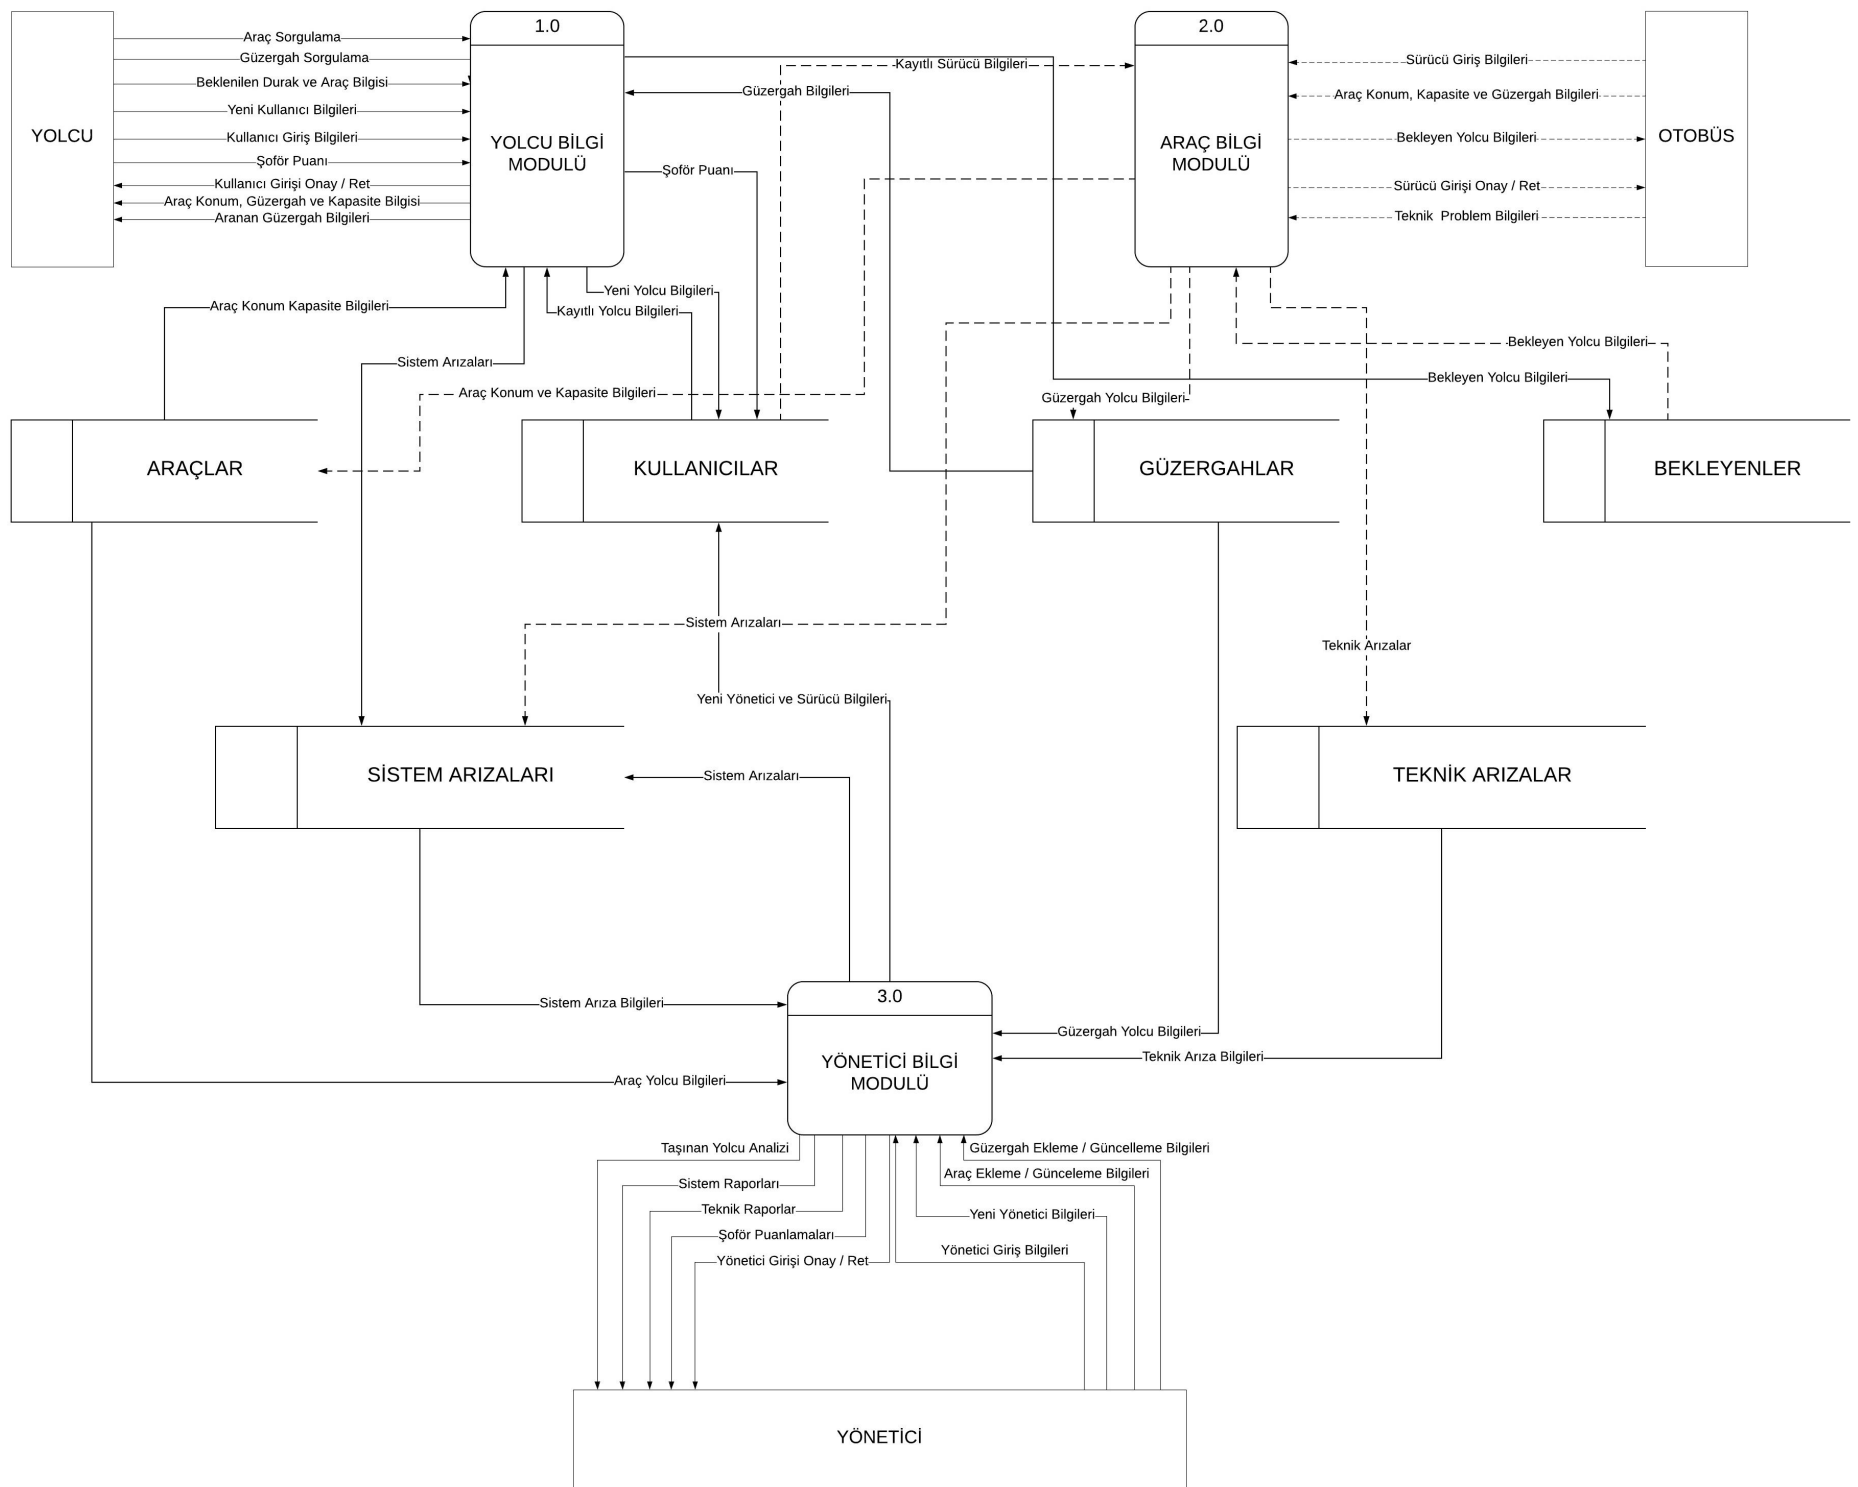 1.0
2.0
YOLCU
Araç Sorgulama
Güzergah Sorgulama
Beklenilen Durak ve Araç Bilgisi
Yeni Kullanıcı Bilgileri
Kullanıcı Giriş Bilgileri
Şoför Puanı
Kullanıcı Girişi Onay / Ret
Araç Konum, Güzergah ve Kapasite Bilgisi
Aranan Güzergah Bilgileri
YOLCU BİLGİ
MODULÜ
Kayıtlı Sürücü Bilgileri
Güzergah Bilgileri
Şoför Puanı
ARAÇ BİLGİ
MODULÜ
Sürücü Giriş Bilgileri
Araç Konum, Kapasite ve Güzergah Bilgileri
Bekleyen Yolcu Bilgileri
Sürücü Girişi Onay / Ret
Teknik  Problem Bilgileri
OTOBÜS
Yeni Yolcu Bilgileri
Araç Konum Kapasite Bilgileri
Kayıtlı Yolcu Bilgileri
Bekleyen Yolcu Bilgileri
Sistem Arızaları
Bekleyen Yolcu Bilgileri
Araç Konum ve Kapasite Bilgileri
Güzergah Yolcu Bilgileri
ARAÇLAR
KULLANICILAR
GÜZERGAHLAR
BEKLEYENLER
Sistem Arızaları
Teknik Arızalar
Yeni Yönetici ve Sürücü Bilgileri
SİSTEM ARIZALARI
Sistem Arızaları
TEKNİK ARIZALAR
3.0
Sistem Arıza Bilgileri
Güzergah Yolcu Bilgileri
Teknik Arıza Bilgileri
YÖNETİCİ BİLGİ
MODULÜ
Araç Yolcu Bilgileri
Taşınan Yolcu Analizi
Güzergah Ekleme / Güncelleme Bilgileri
Sistem Raporları
Araç Ekleme / Günceleme Bilgileri
Teknik Raporlar
Yeni Yönetici Bilgileri
Şoför Puanlamaları
Yönetici Giriş Bilgileri
Yönetici Girişi Onay / Ret
YÖNETİCİ